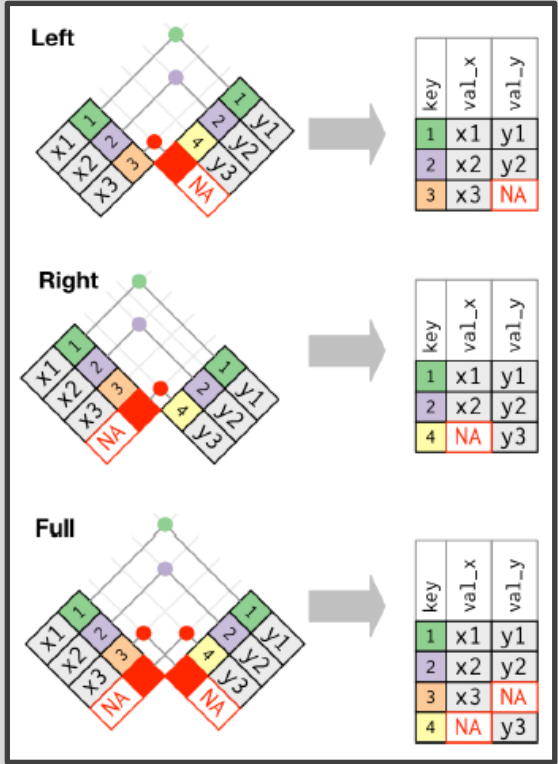 Left
1 1
x1 2 2 y1
x2 3 4 y2
x3 y3
NA
key val_x val_y
1 x1 y1
2 x2 y2
3 x3 NA
Right
1 1
x1 2 2 y1
x2 3 4 y2
x3 y3
NA
key val_x val_y
1 x1 y1
2 x2 y2
4 NA y3
Full
1 1
x1 2 2 y1
x2 3 4 y2
x3 y3
NA NA
key val_x val_y
1 x1 y1
2 x2 y2
3 x3 NA
4 NA y3